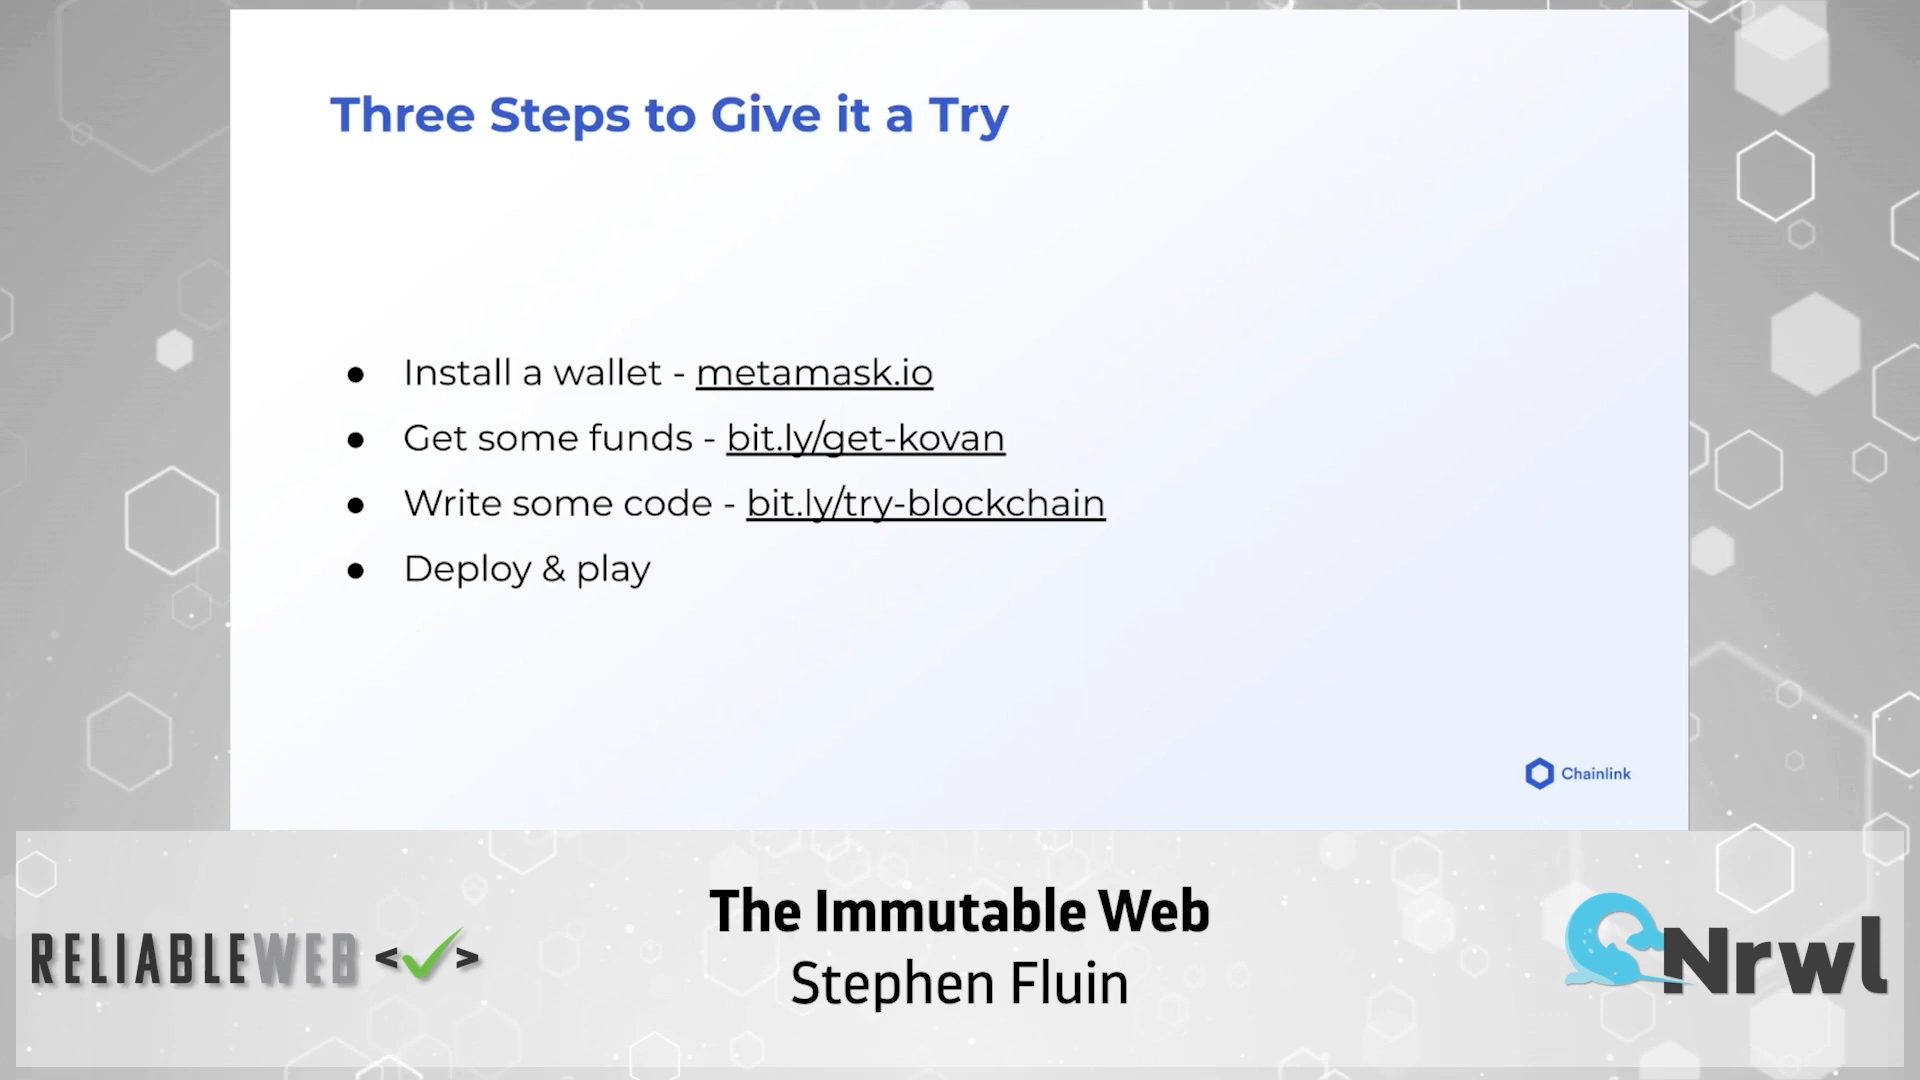 Three Steps to Give it a Try
● Install a wallet - metamask.io
● Get some funds - bit.ly/get-kovan
● Write some code - bit.ly/try-blockchain
● Deploy & play
Chainlink
RELIABLEWEB <✓>
The Immutable Web
Stephen Fluin
Nrwl